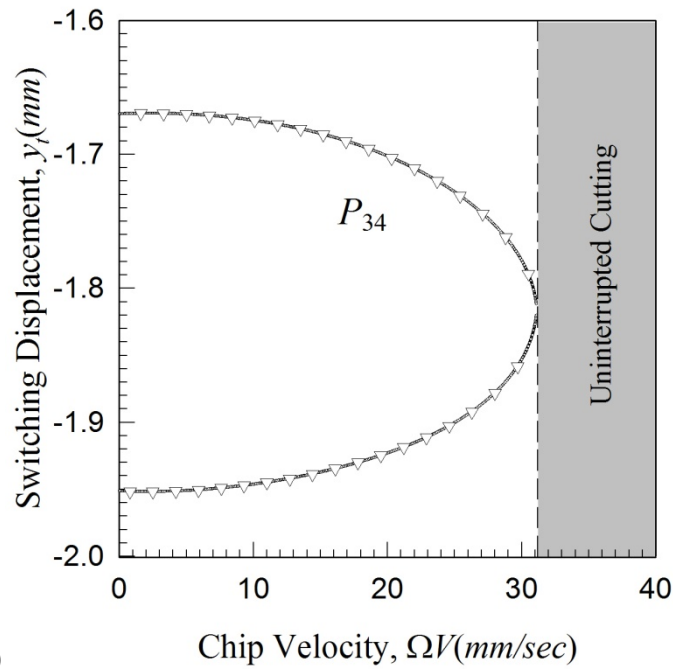 -1.6
-1.7
-1.8
-1.9
-2.0
Switching Displacement, y_t(mm)
P_34
Uninterrupted Cutting
0 10 20 30 40
Chip Velocity, ΩV(mm/sec)
)